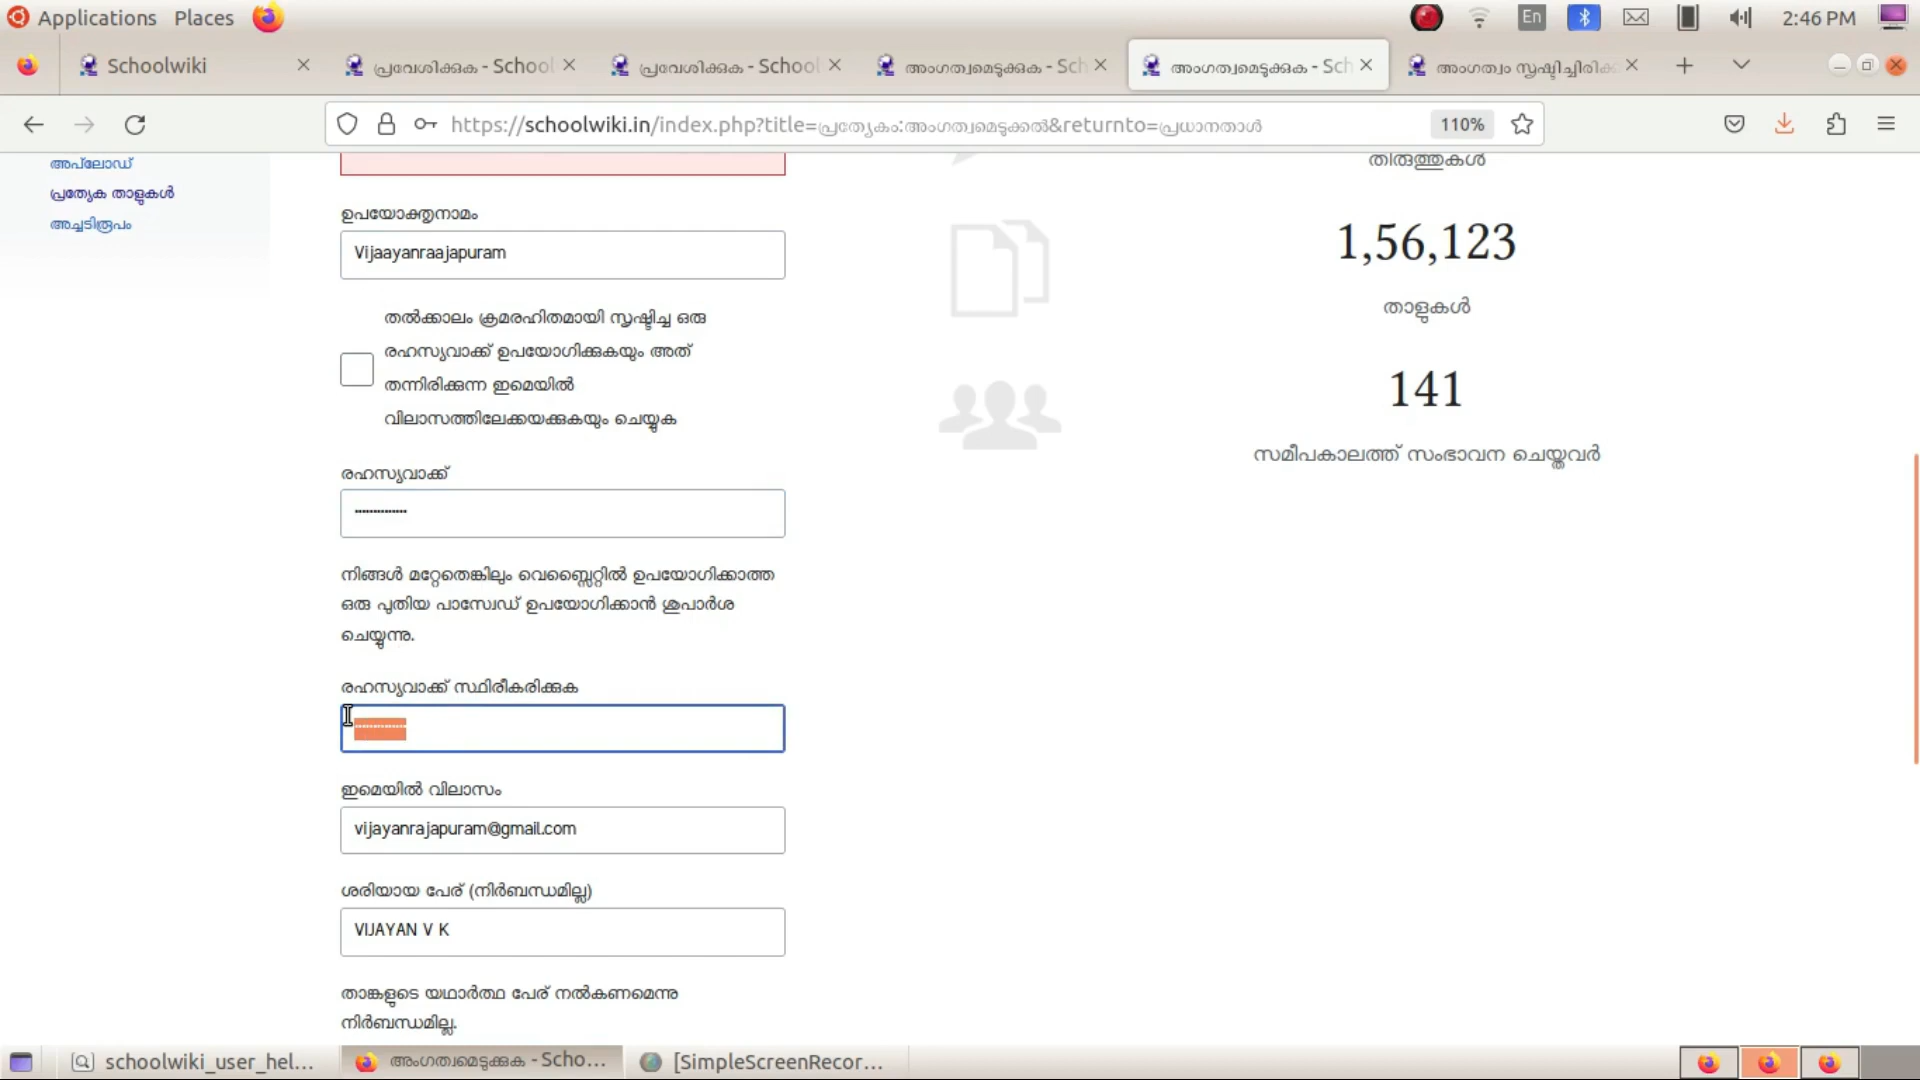 Applications Places En 2:46 PM
Schoolwiki പ്രവേശിക്കുക - School പ്രവേശിക്കുക - School അംഗത്വമെടുക്കുക - Sch അംഗത്വമെടുക്കുക - Sch അംഗത്വം സൃഷ്ടിച്ചിരിക്ക
https://schoolwiki.in/index.php?title=പ്രത്യേകം:അംഗത്വമെടുക്കൽ&returnto=പ്രധാനതാൾ 110%
അപ്‌ലോഡ്
പ്രത്യേക താളുകൾ
അച്ചടിരൂപം
ഉപയോക്തൃനാമം
Vijaayanraajapuram
തൽക്കാലം ക്രമരഹിതമായി സൃഷ്ടിച്ച ഒരു
രഹസ്യവാക്ക് ഉപയോഗിക്കുകയും അത്
തന്നിരിക്കുന്ന ഇമെയിൽ
വിലാസത്തിലേക്കയക്കുകയും ചെയ്യുക
രഹസ്യവാക്ക്
നിങ്ങൾ മറ്റേതെങ്കിലും വെബ്സൈറ്റിൽ ഉപയോഗിക്കാത്ത
ഒരു പുതിയ പാസ്വേഡ് ഉപയോഗിക്കാൻ ശുപാർശ
ചെയ്യുന്നു.
രഹസ്യവാക്ക് സ്ഥിരീകരിക്കുക
ഇമെയിൽ വിലാസം
vijayanrajapuram@gmail.com
ശരിയായ പേര് (നിർബന്ധമില്ല)
VIJAYAN V K
താങ്കളുടെ യഥാർത്ഥ പേര് നൽകണമെന്നു
നിർബന്ധമില്ല.
തിരുത്തുകൾ
1,56,123
താളുകൾ
141
സമീപകാലത്ത് സംഭാവന ചെയ്തവർ
schoolwiki_user_hel... അംഗത്വമെടുക്കുക - Scho... [SimpleScreenRecor...